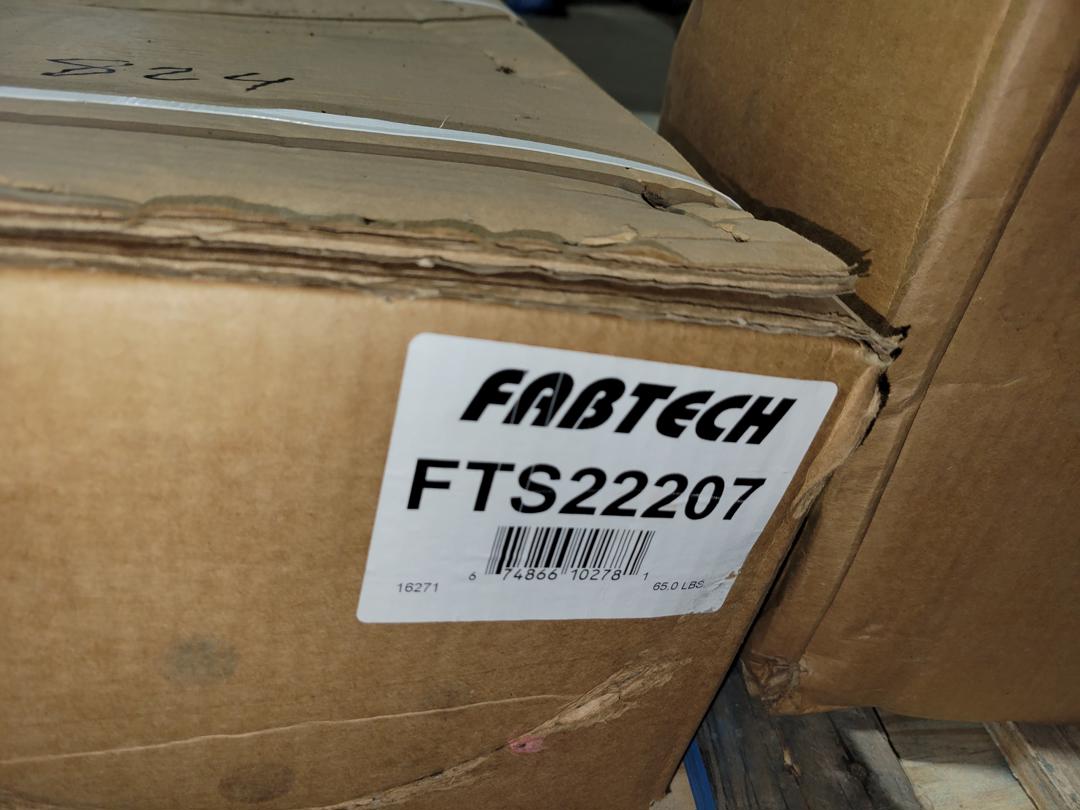 824
FABTECH
FTS22207
6 74866 10278 1
16271
65.0 LBS.